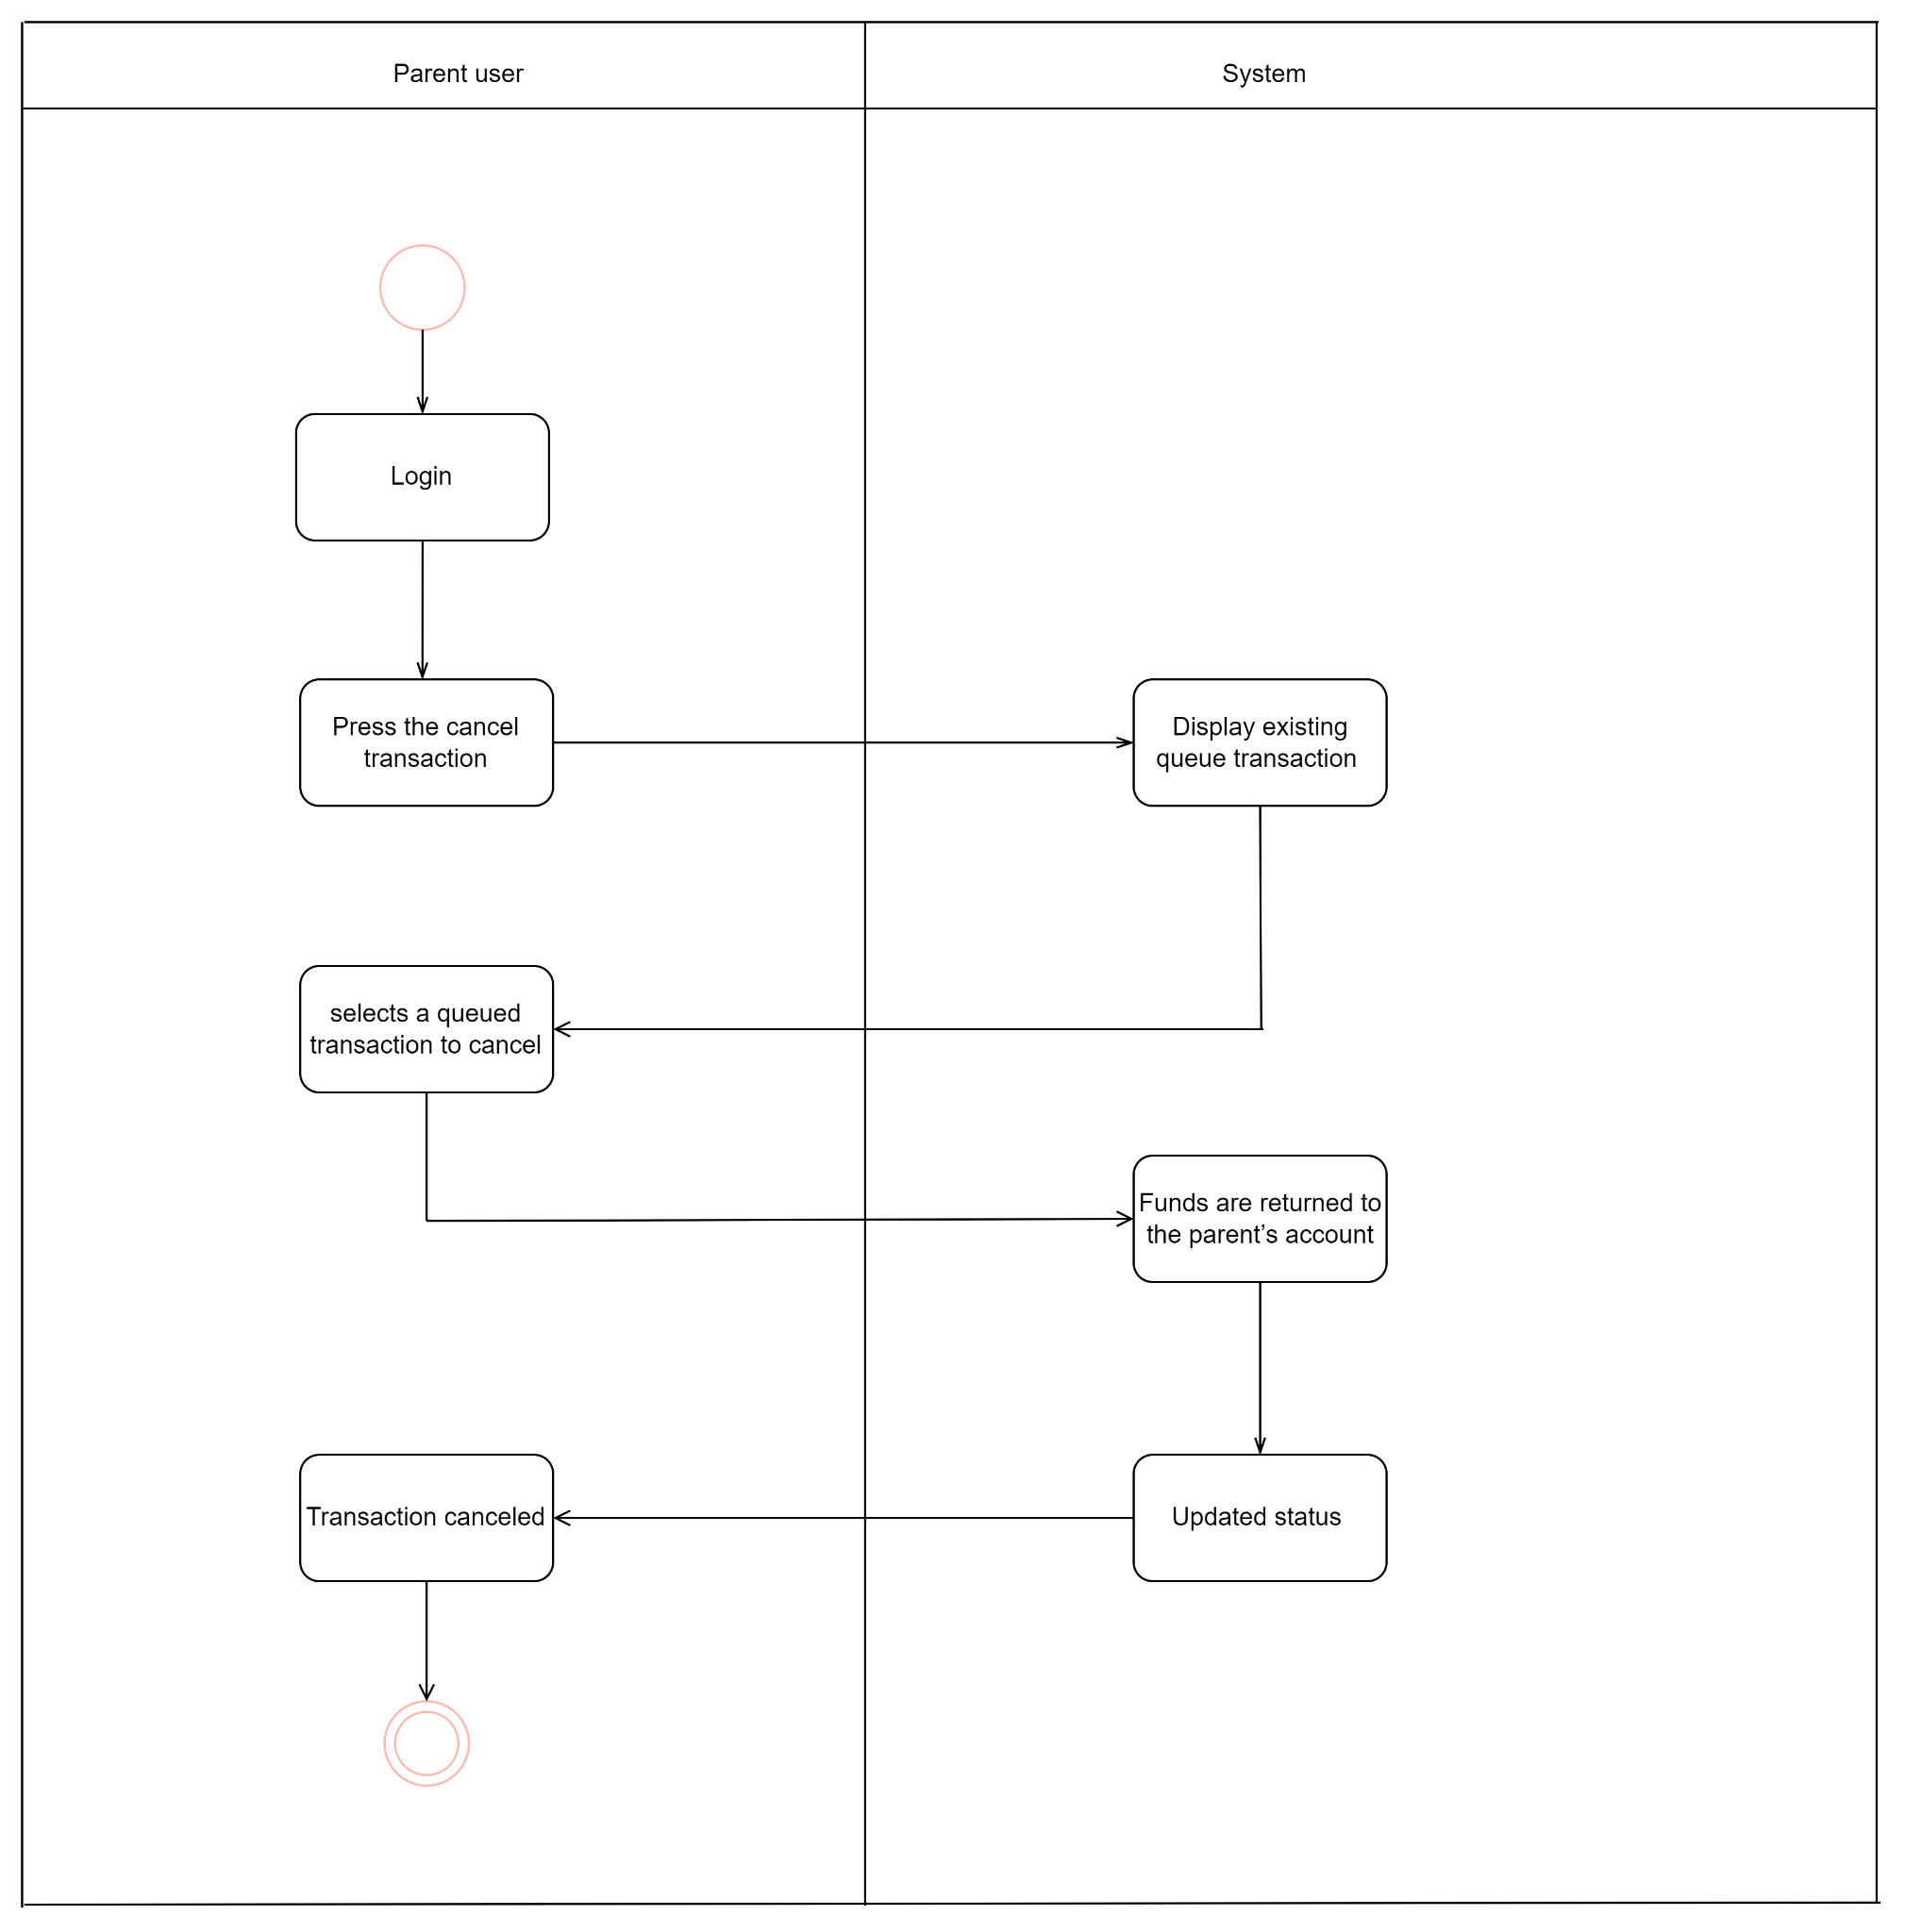 Parent user
System
Login
Press the cancel
transaction
Display existing
queue transaction
selects a queued
transaction to cancel
Funds are returned to
the parent’s account
Transaction canceled
Updated status